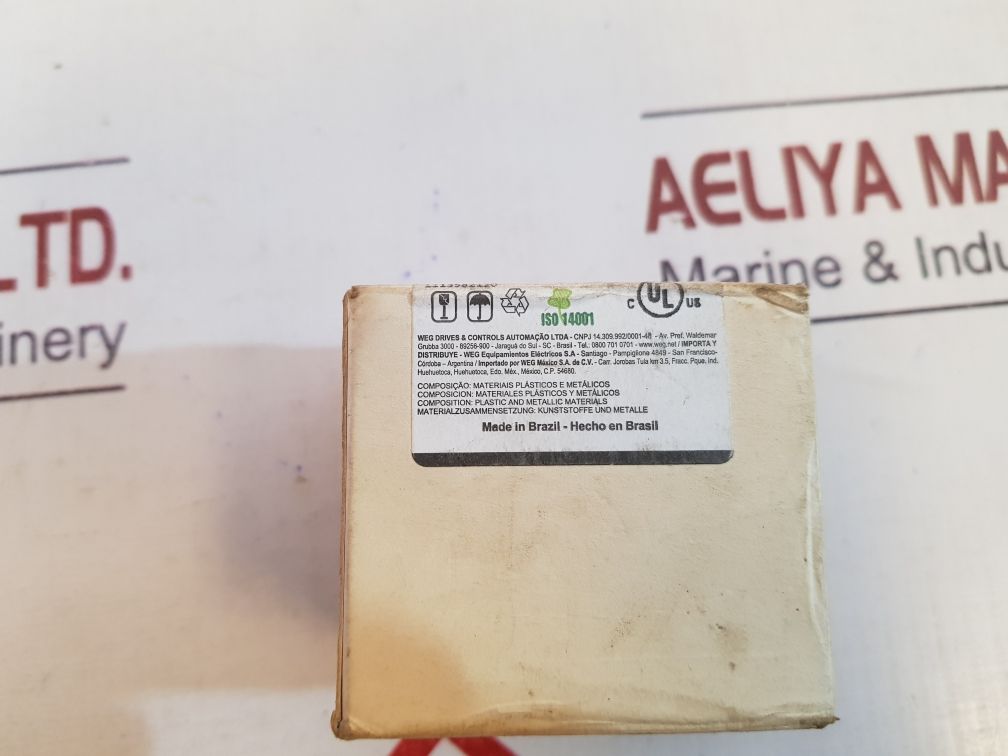 LTD.
AELIYA MA
Marine & Indu
inery
ISO 14001
C UL US
WEG DRIVES & CONTROLS AUTOMAÇÃO LTDA - CNPJ 14.309.992/0001-48 - Av. Pref. Waldemar
Grubba 3000 - 89256-900 - Jaraguá do Sul - SC - Brasil - Tel.: 0800 701 0701 - www.weg.net / IMPORTA Y
DISTRIBUYE - WEG Equipamientos Eléctricos S.A - Santiago - Pampiglione 4849 - San Francisco-
Córdoba – Argentina / Importado por WEG México S.A. de C.V. - Carr. Jorobas Tula km 3.5, Fracc. Pque. Ind.
Huehuetoca, Huehuetoca, Edo. Méx., México, C.P. 54680.
COMPOSIÇÃO: MATERIAIS PLÁSTICOS E METÁLICOS
COMPOSICION: MATERIALES PLÁSTICOS Y METÁLICOS
COMPOSITION: PLASTIC AND METALLIC MATERIALS
MATERIALZUSAMMENSETZUNG: KUNSTSTOFFE UND METALLE
Made in Brazil - Hecho en Brasil